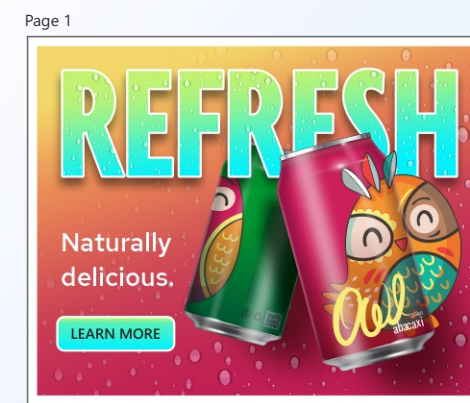 Page 1
REFRESH
Naturally
delicious.
LEARN MORE
Owl
abacaxi